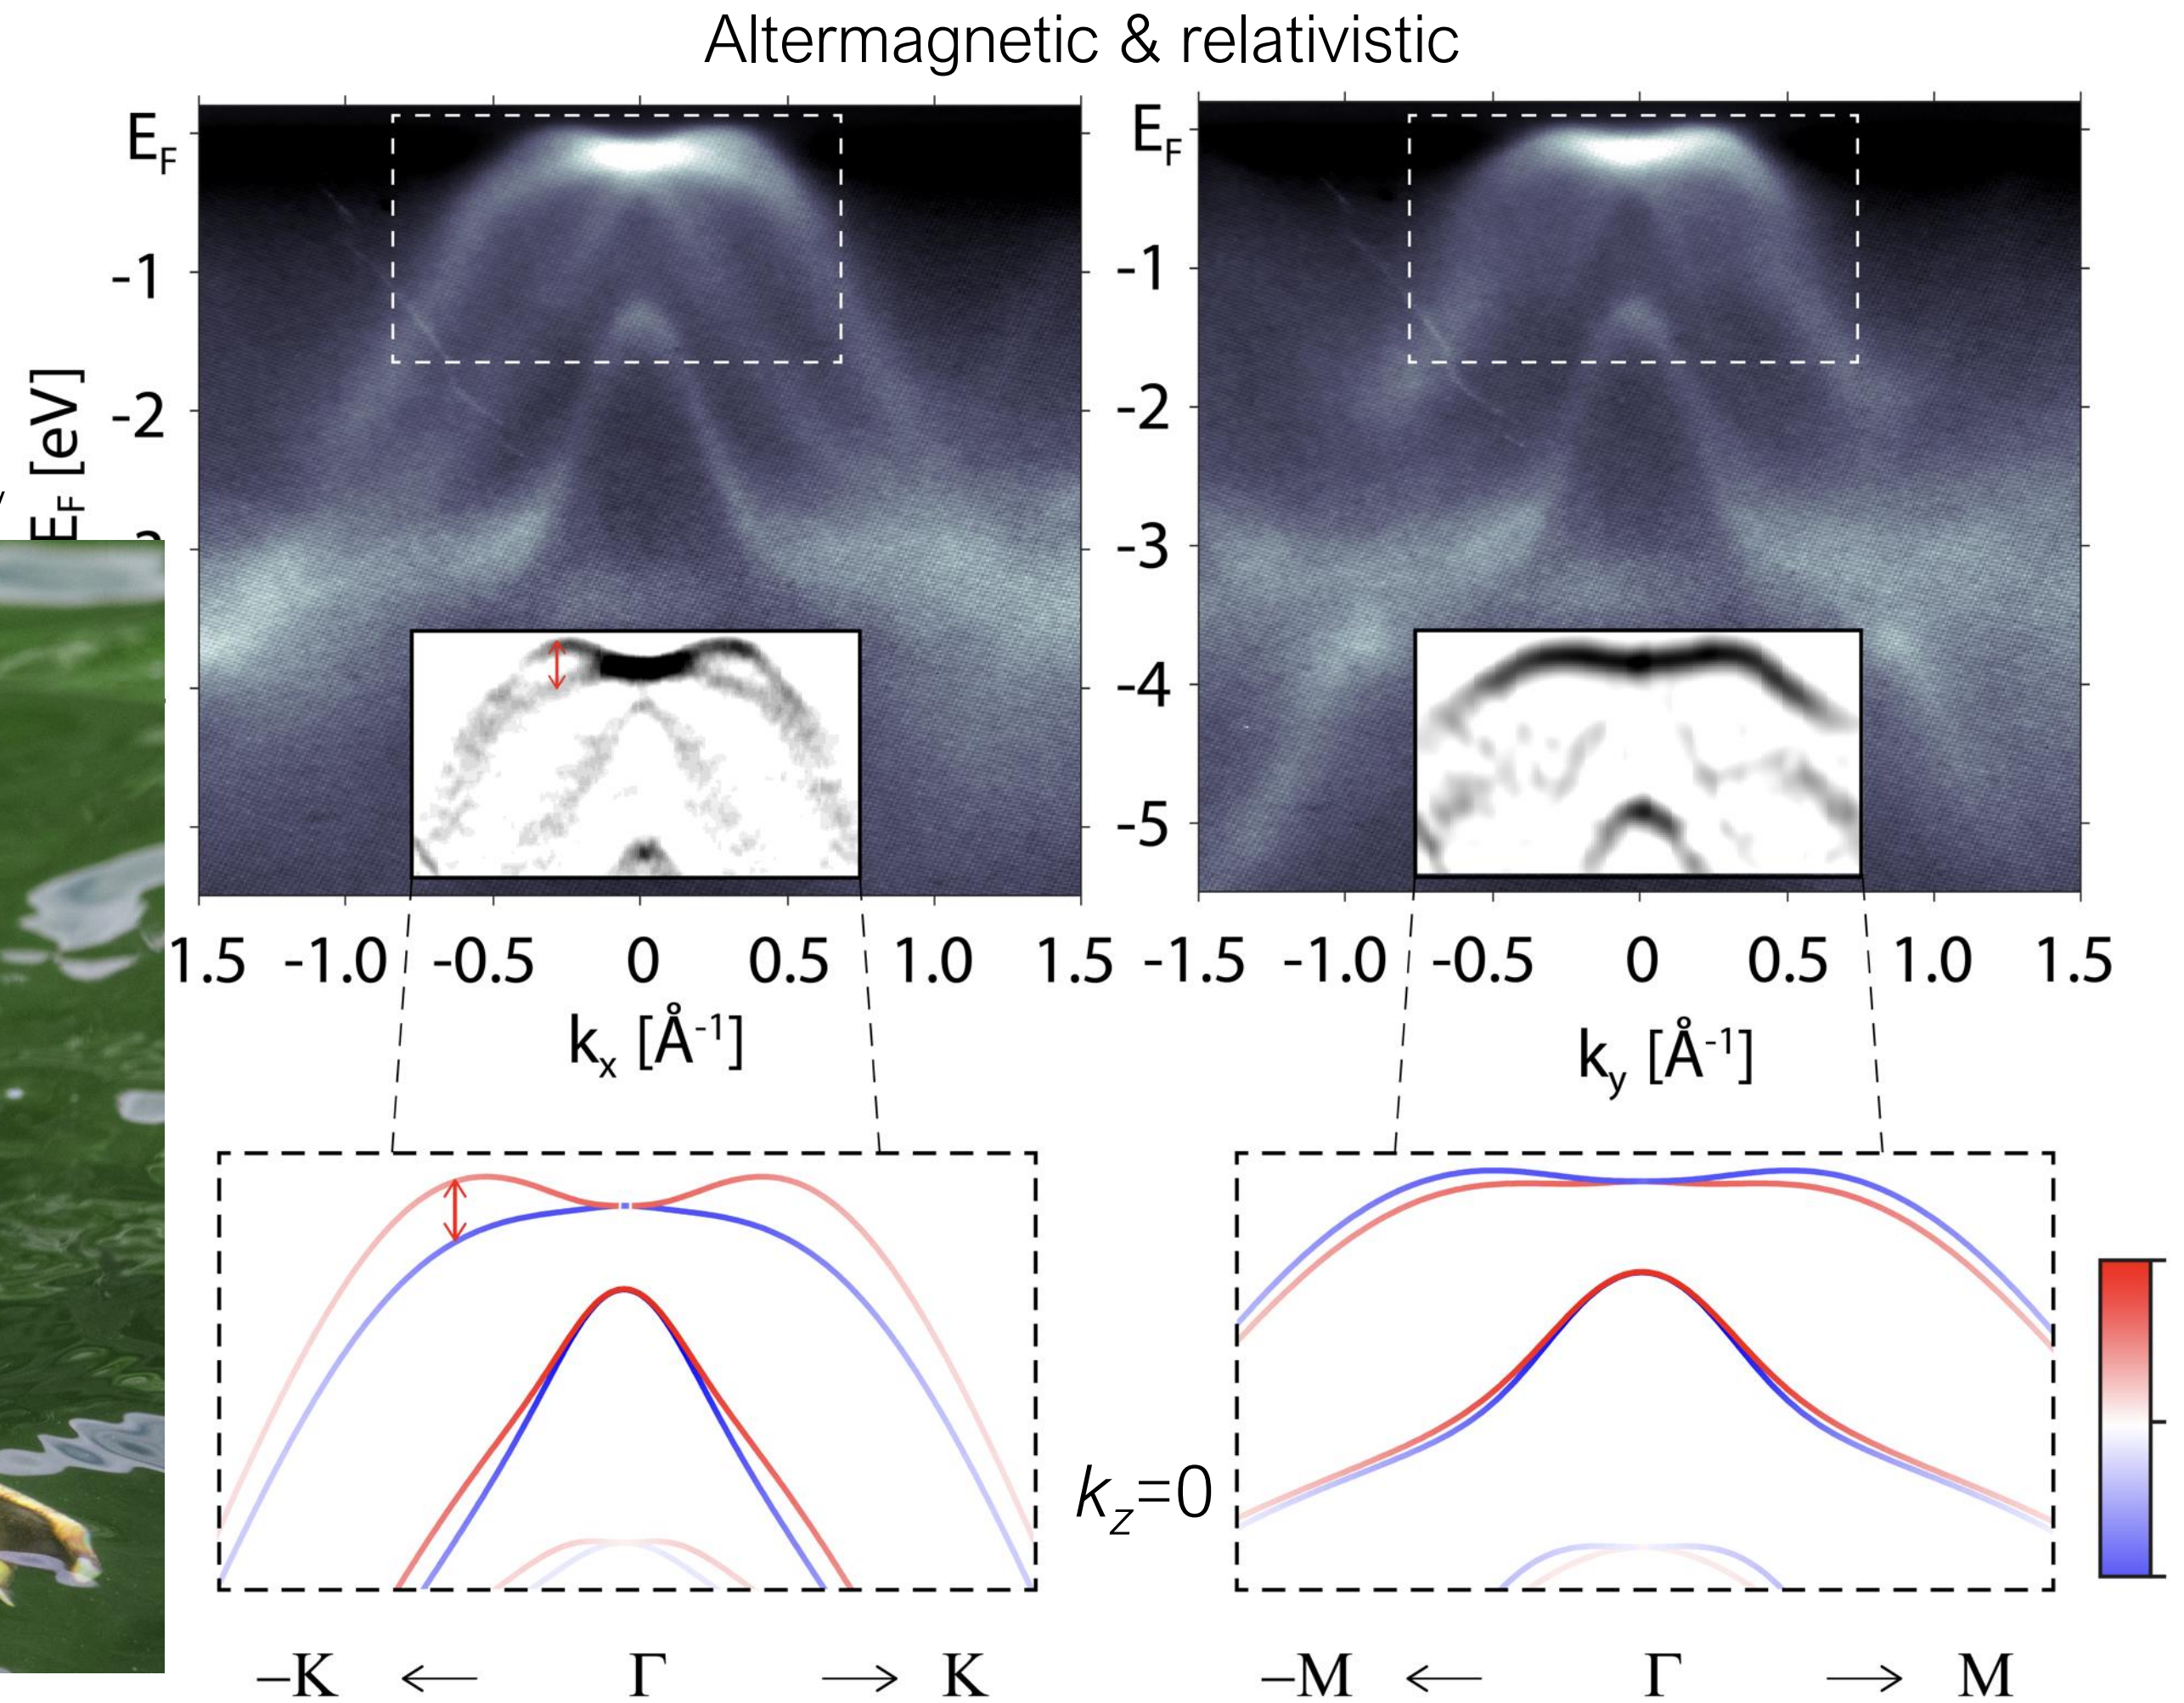 Altermagnetic & relativistic
E_F
-1
-2
E_F [eV]
E_F
-1
-2
-3
-4
-5
1.5 -1.0 -0.5 0 0.5 1.0 1.5
k_x [Å⁻¹]
-1.5 -1.0 -0.5 0 0.5 1.0 1.5
k_y [Å⁻¹]
k_z=0
–K ← Γ → K
–M ← Γ → M